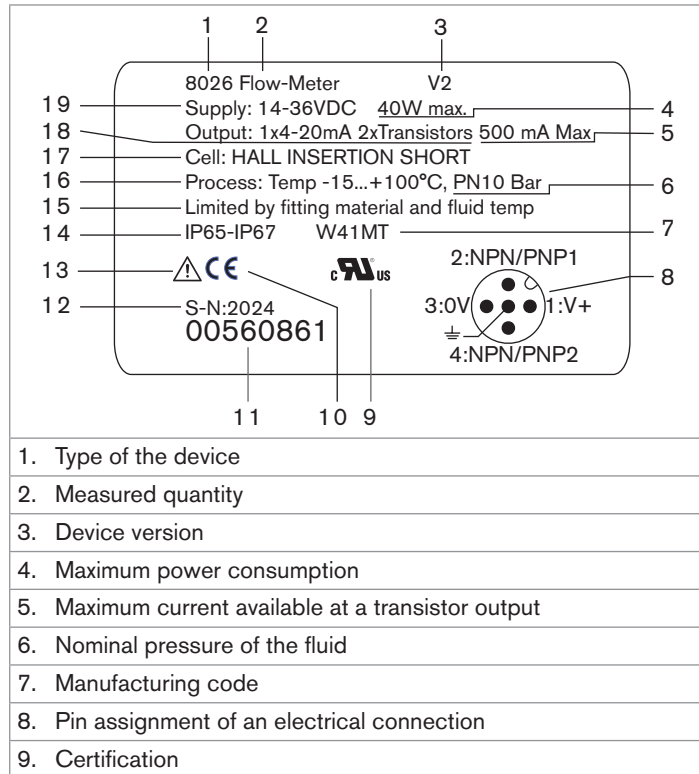 1 2 3
8026 Flow-Meter V2
19 Supply: 14-36VDC 40W max. 4
18 Output: 1x4-20mA 2xTransistors 500 mA Max 5
17 Cell: HALL INSERTION SHORT
16 Process: Temp -15...+100°C, PN10 Bar 6
15 Limited by fitting material and fluid temp
14 IP65-IP67 W41MT 7
2:NPN/PNP1
13 CE c RU US 8
3:0V 1:V+
12 S-N:2024
00560861
4:NPN/PNP2
11 10 9
1. Type of the device
2. Measured quantity
3. Device version
4. Maximum power consumption
5. Maximum current available at a transistor output
6. Nominal pressure of the fluid
7. Manufacturing code
8. Pin assignment of an electrical connection
9. Certification